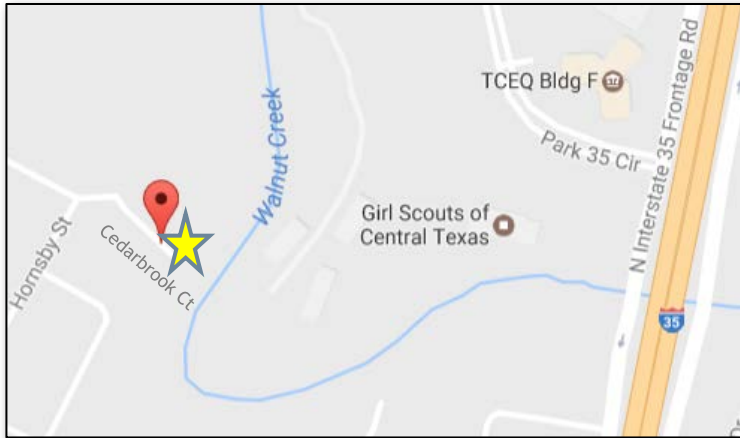 TCEQ Bldg F
Park 35 Cir
N Interstate 35 Frontage Rd
Walnut Creek
Girl Scouts of
Central Texas
Hornsby St
Cedarbrook Ct
35